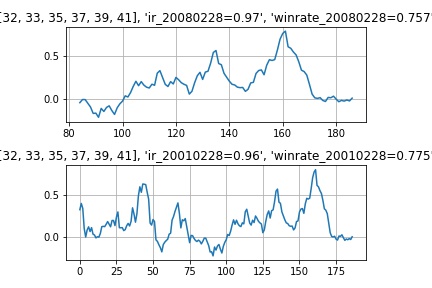 [32, 33, 35, 37, 39, 41], 'ir_20080228=0.97', 'winrate_20080228=0.757'
0.5
0.0
80 100 120 140 160 180
[32, 33, 35, 37, 39, 41], 'ir_20010228=0.96', 'winrate_20010228=0.775'
0.5
0.0
0 25 50 75 100 125 150 175